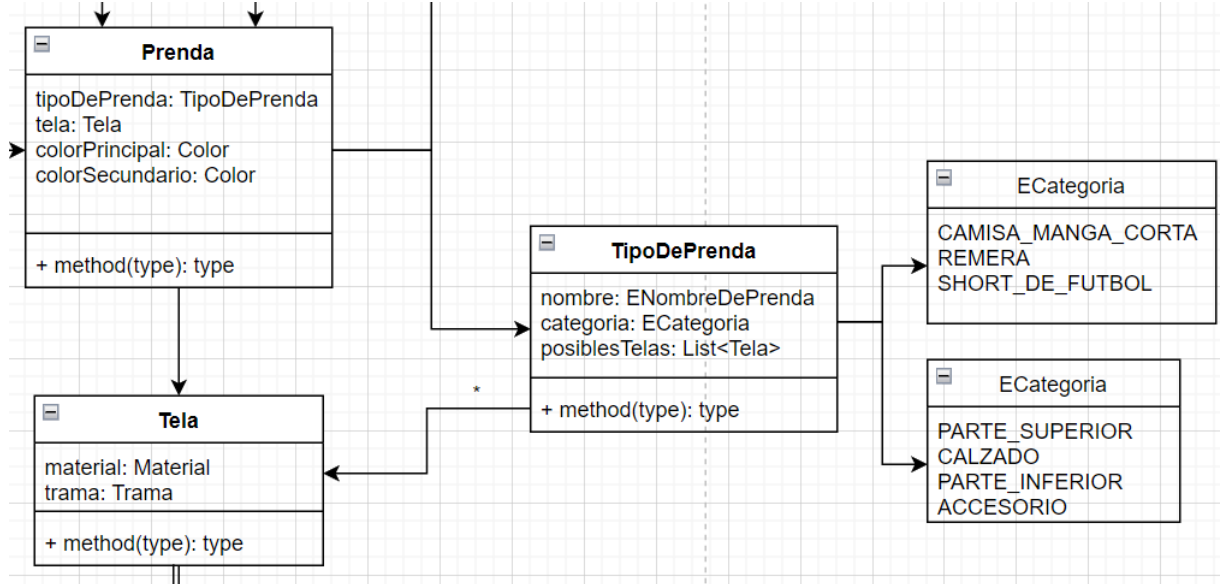 Prenda
tipoDePrenda: TipoDePrenda
tela: Tela
colorPrincipal: Color
colorSecundario: Color
+ method(type): type
TipoDePrenda
nombre: ENombreDePrenda
categoria: ECategoria
posiblesTelas: List<Tela>
+ method(type): type
ECategoria
CAMISA_MANGA_CORTA
REMERA
SHORT_DE_FUTBOL
ECategoria
PARTE_SUPERIOR
CALZADO
PARTE_INFERIOR
ACCESORIO
*
Tela
material: Material
trama: Trama
+ method(type): type